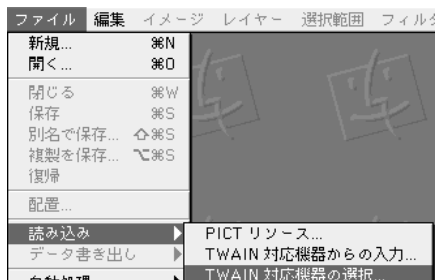 ファイル 編集 イメージ レイヤー 選択範囲 フィルタ
新規... ⌘N
開く... ⌘O
閉じる ⌘W
保存 ⌘S
別名で保存... ⇧⌘S
複製を保存... ⌥⌘S
復帰
配置...
読み込み ▶ PICT リソース...
データ書き出し ▶ TWAIN 対応機器からの入力...
自動処理 ▶ TWAIN 対応機器の選択...